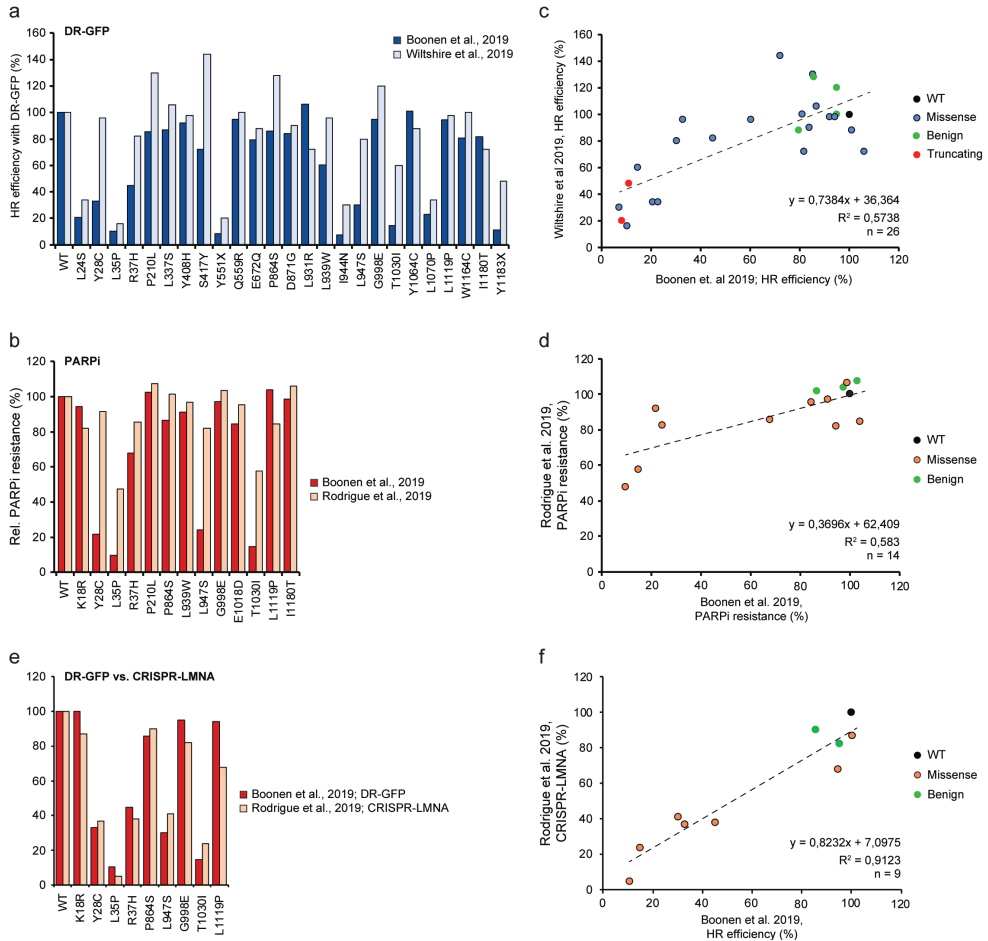 a
DR-GFP
HR efficiency with DR-GFP (%)
160
140
120
100
80
60
40
20
0
Boonen et al., 2019
Wiltshire et al., 2019
WT
L24S
Y28C
L35P
R37H
P210L
L337S
Y408H
S417Y
Y551X
Q559R
E672Q
P864S
D871G
L931R
L939W
I944N
L947S
G998E
T1030I
Y1064C
L1070P
L1119P
W1164C
I1180T
Y1183X
c
Wiltshire et al 2019, HR efficiency (%)
160
140
120
100
80
60
40
20
0
0 20 40 60 80 100 120
Boonen et. al 2019; HR efficiency (%)
y = 0,7384x + 36,364
R² = 0,5738
n = 26
WT
Missense
Benign
Truncating
b
PARPi
Rel. PARPi resistance (%)
120
100
80
60
40
20
0
WT
K18R
Y28C
L35P
R37H
P210L
P864S
L939W
L947S
G998E
E1018D
T1030I
L1119P
I1180T
Boonen et al., 2019
Rodrigue et al., 2019
d
Rodrigue et al. 2019,
PARPi resistance (%)
120
100
80
60
40
20
0
0 20 40 60 80 100 120
Boonen et al. 2019,
PARPi resistance (%)
y = 0,3696x + 62,409
R² = 0,583
n = 14
WT
Missense
Benign
e
DR-GFP vs. CRISPR-LMNA
120
100
80
60
40
20
0
WT
K18R
Y28C
L35P
R37H
P864S
L947S
G998E
T1030I
L1119P
Boonen et al., 2019; DR-GFP
Rodrigue et al., 2019; CRISPR-LMNA
f
Rodrigue et al. 2019,
CRISPR-LMNA (%)
120
100
80
60
40
20
0
0 20 40 60 80 100 120
Boonen et al. 2019,
HR efficiency (%)
y = 0,8232x + 7,0975
R² = 0,9123
n = 9
WT
Missense
Benign